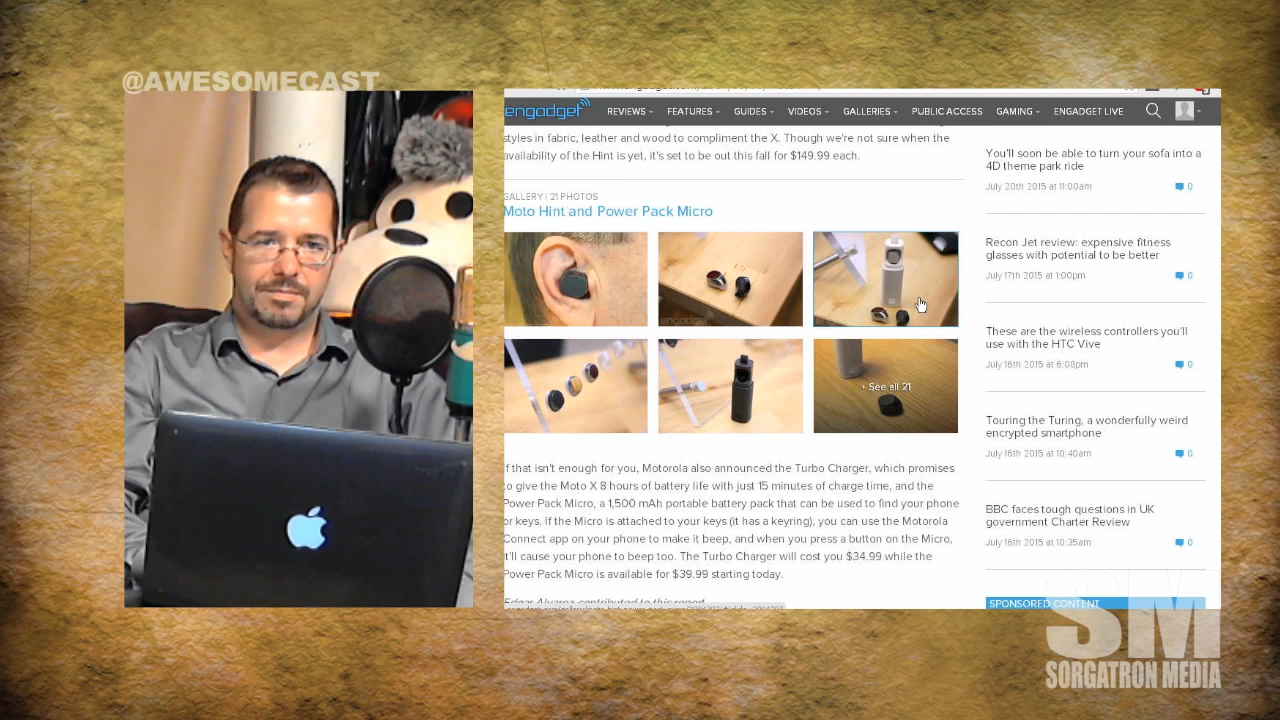 @AWESOMECAST
engadget
REVIEWS
FEATURES
GUIDES
VIDEOS
GALLERIES
PUBLIC ACCESS
GAMING
ENGADGET LIVE
styles in fabric, leather and wood to compliment the X. Though we're not sure when the
availability of the Hint is yet, it's set to be out this fall for $149.99 each.
GALLERY | 21 PHOTOS
Moto Hint and Power Pack Micro
engadget
+ See all 21
f that isn't enough for you, Motorola also announced the Turbo Charger, which promises
to give the Moto X 8 hours of battery life with just 15 minutes of charge time, and the
Power Pack Micro, a 1,500 mAh portable battery pack that can be used to find your phone
or keys. If the Micro is attached to your keys (it has a keyring), you can use the Motorola
Connect app on your phone to make it beep, and when you press a button on the Micro,
it'll cause your phone to beep too. The Turbo Charger will cost you $34.99 while the
Power Pack Micro is available for $39.99 starting today.
Edgar Alvarez contributed to this report
You'll soon be able to turn your sofa into a
4D theme park ride
July 20th 2015 at 11:00am
0
Recon Jet review: expensive fitness
glasses with potential to be better
July 17th 2015 at 1:00pm
0
These are the wireless controllers you'll
use with the HTC Vive
July 16th 2015 at 6:08pm
0
Touring the Turing, a wonderfully weird
encrypted smartphone
July 16th 2015 at 10:40am
0
BBC faces tough questions in UK
government Charter Review
July 16th 2015 at 10:35am
0
SPONSORED CONTENT
SM
SORGATRON MEDIA